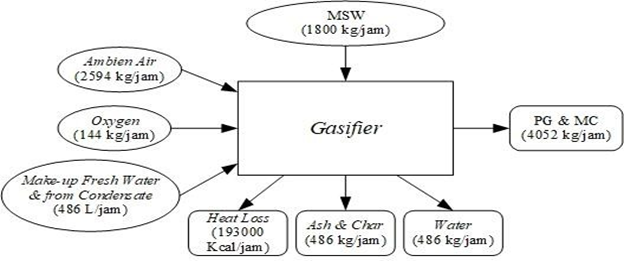 MSW
(1800 kg/jam)
Ambien Air
(2594 kg/jam)
Oxygen
(144 kg/jam)
Make-up Fresh Water
& from Condensate
(486 L/jam)
Gasifier
PG & MC
(4052 kg/jam)
Heat Loss
(193000
Kcal/jam)
Ash & Char
(486 kg/jam)
Water
(486 kg/jam)